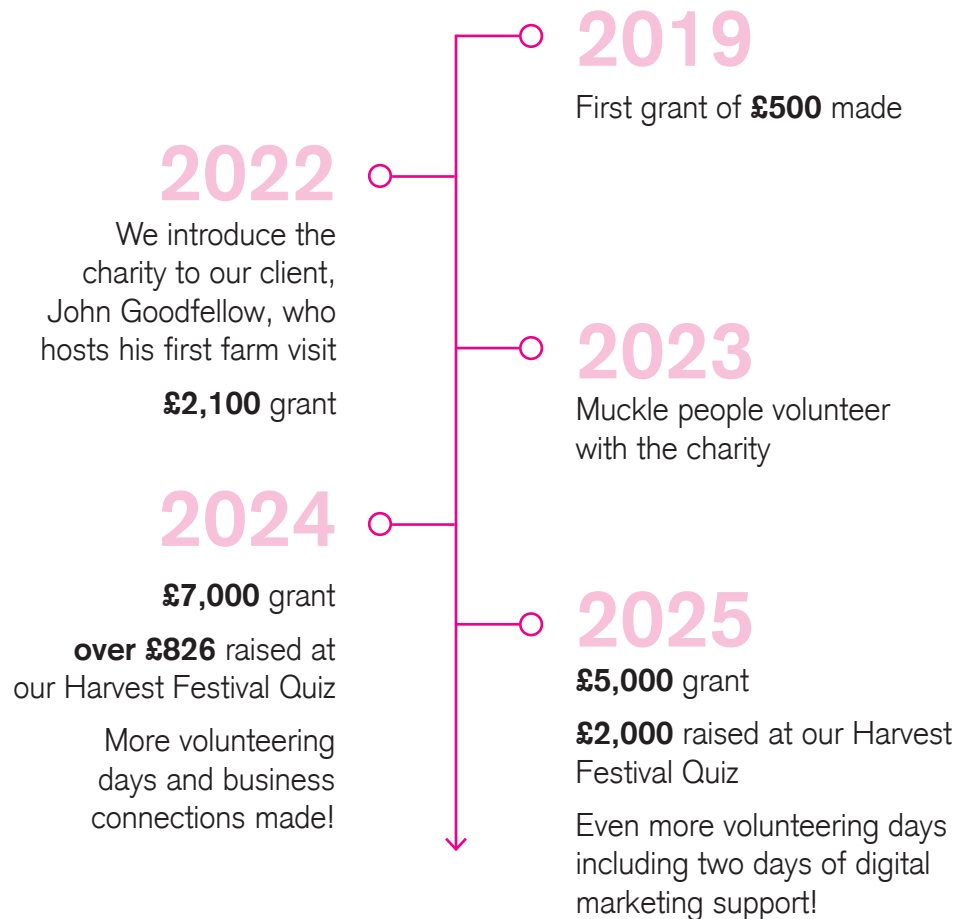 2019
First grant of £500 made
2022
We introduce the
charity to our client,
John Goodfellow, who
hosts his first farm visit
£2,100 grant
2023
Muckle people volunteer
with the charity
2024
£7,000 grant
over £826 raised at
our Harvest Festival Quiz
More volunteering
days and business
connections made!
2025
£5,000 grant
£2,000 raised at our Harvest
Festival Quiz
Even more volunteering days
including two days of digital
marketing support!